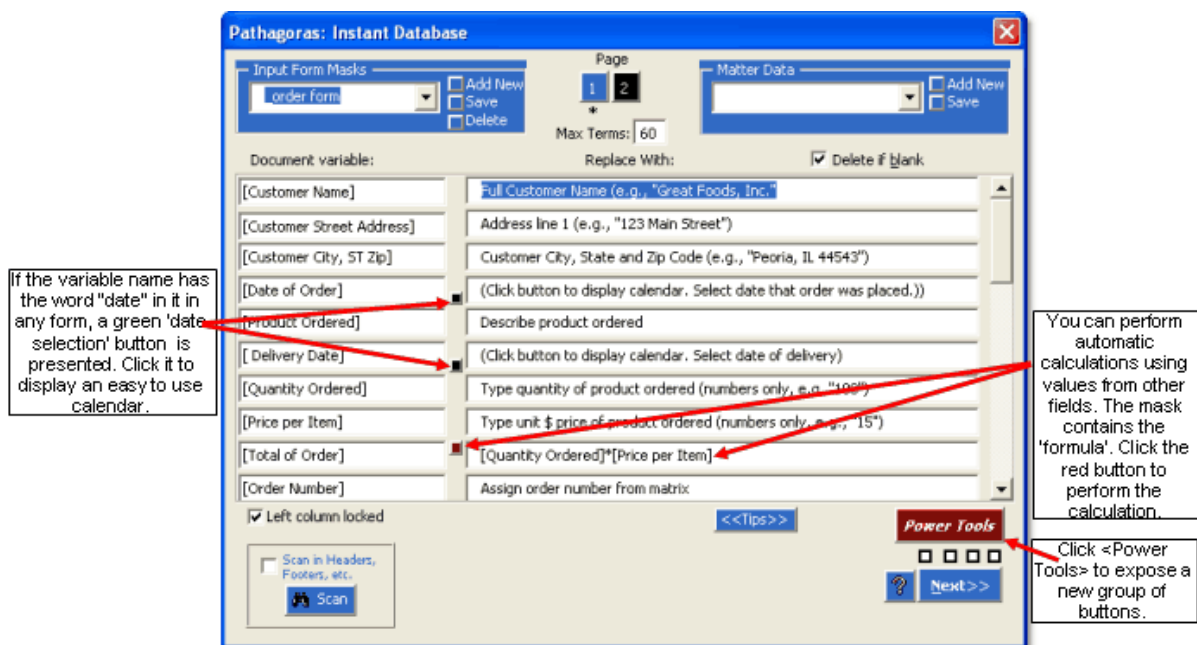 Pathagoras: Instant Database
Input Form Masks
_order form
Add New
Save
Delete
Page
1 2
*
Max Terms: 60
Matter Data
Add New
Save
Document variable:
Replace With:
Delete if blank
[Customer Name]
Full Customer Name (e.g., "Great Foods, Inc."
[Customer Street Address]
Address line 1 (e.g., "123 Main Street")
[Customer City, ST Zip]
Customer City, State and Zip Code (e.g., "Peoria, IL 44543")
[Date of Order]
(Click button to display calendar. Select date that order was placed.))
[Product Ordered]
Describe product ordered
[ Delivery Date]
(Click button to display calendar. Select date of delivery)
[Quantity Ordered]
Type quantity of product ordered (numbers only, e.g. "100")
[Price per Item]
Type unit $ price of product ordered (numbers only, e.g., "15")
[Total of Order]
[Quantity Ordered]*[Price per Item]
[Order Number]
Assign order number from matrix
Left column locked
<<Tips>>
Power Tools
Scan in Headers,
Footers, etc.
Scan
?
Next>>
If the variable name has
the word "date" in it in
any form, a green 'date
selection' button is
presented. Click it to
display an easy to use
calendar.
You can perform
automatic
calculations using
values from other
fields. The mask
contains the
'formula'. Click the
red button to
perform the
calculation.
Click <Power
Tools> to expose a
new group of
buttons.